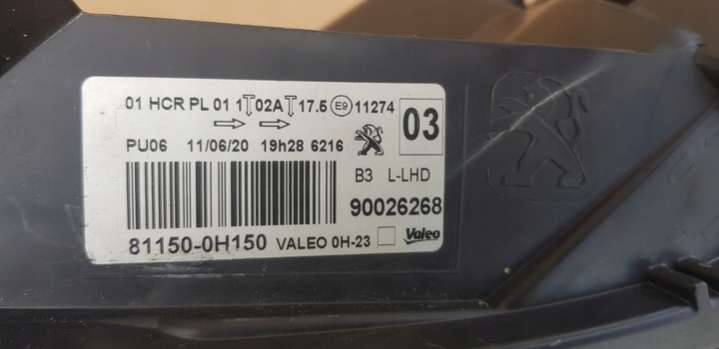 01 HCR PL 01 1 02A 17.5 E9 11274
03
PU06 11/06/20 19h28 6216
B3 L-LHD
90026268
81150-0H150 VALEO 0H-23 Valeo